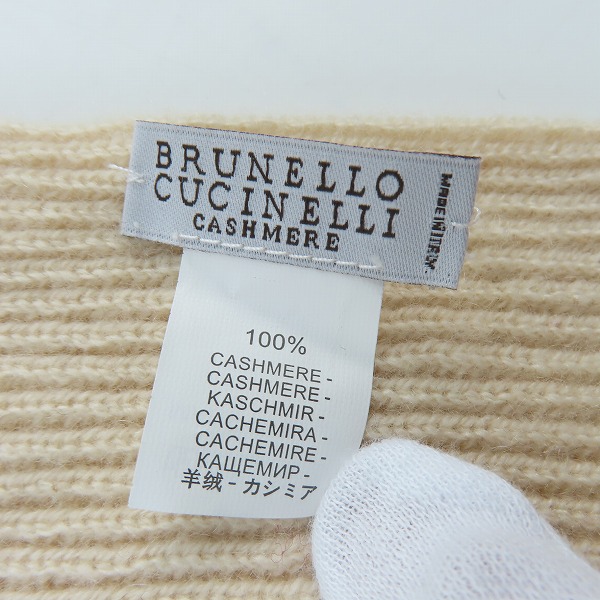 BRUNELLO
CUCINELLI
CASHMERE
MADE IN ITALY
100%
CASHMERE -
CASHMERE -
KASCHMIR -
CACHEMIRA -
CACHEMIRE -
КАЩЕМИР -
羊绒 - カシミア